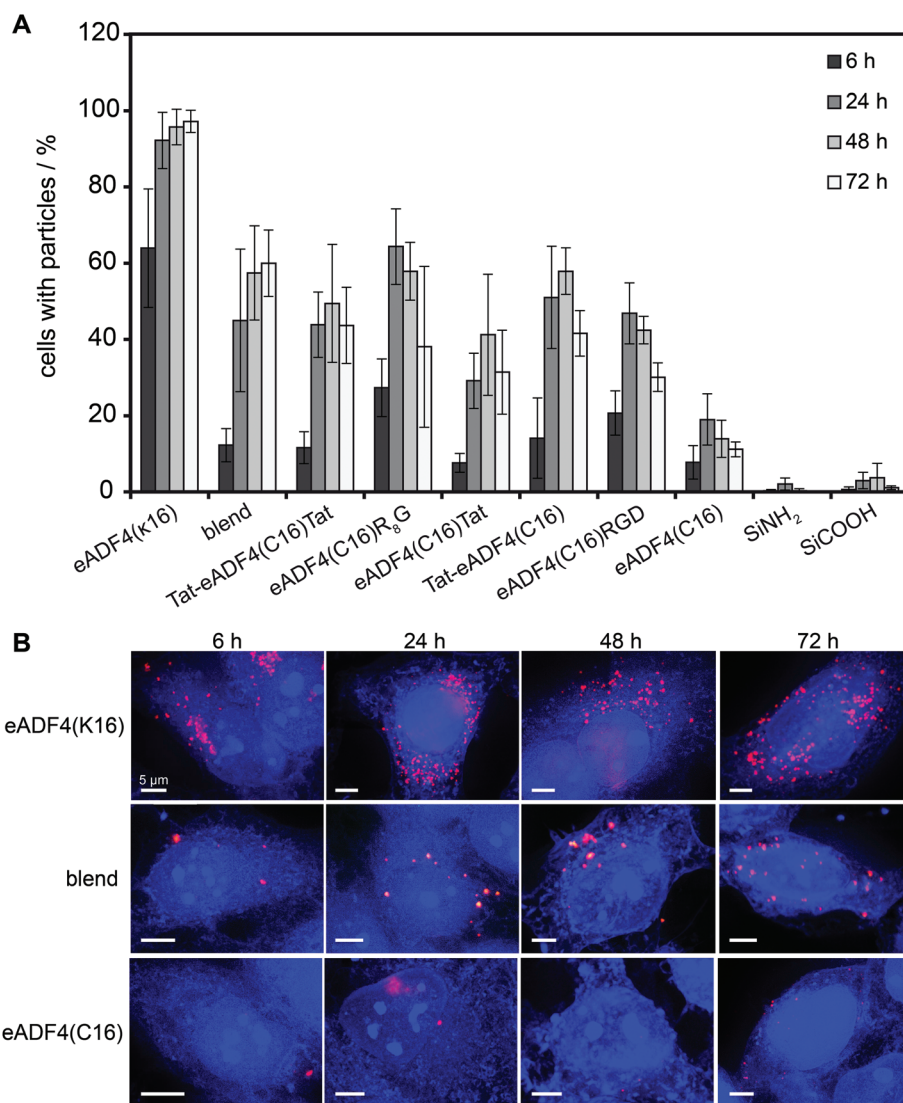 A
cells with particles / %
120
100
80
60
40
20
0
6 h
24 h
48 h
72 h
eADF4(κ16)
blend
Tat-eADF4(C16)Tat
eADF4(C16)R₈G
eADF4(C16)Tat
Tat-eADF4(C16)
eADF4(C16)RGD
eADF4(C16)
SiNH₂
SiCOOH
B
6 h 24 h 48 h 72 h
eADF4(K16)
5 µm
blend
eADF4(C16)